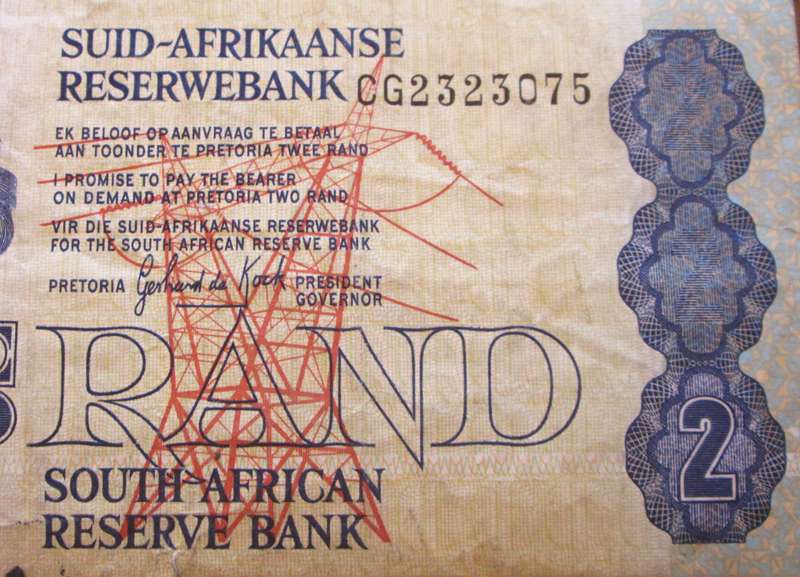 SUID-AFRIKAANSE
RESERWEBANK CG2323075
EK BELOOF OP AANVRAAG TE BETAAL
AAN TOONDER TE PRETORIA TWEE RAND
I PROMISE TO PAY THE BEARER
ON DEMAND AT PRETORIA TWO RAND
VIR DIE SUID-AFRIKAANSE RESERWEBANK
FOR THE SOUTH AFRICAN RESERVE BANK
PRETORIA Gerhard de Kock PRESIDENT
GOVERNOR
RAND
2
SOUTH AFRICAN
RESERVE BANK